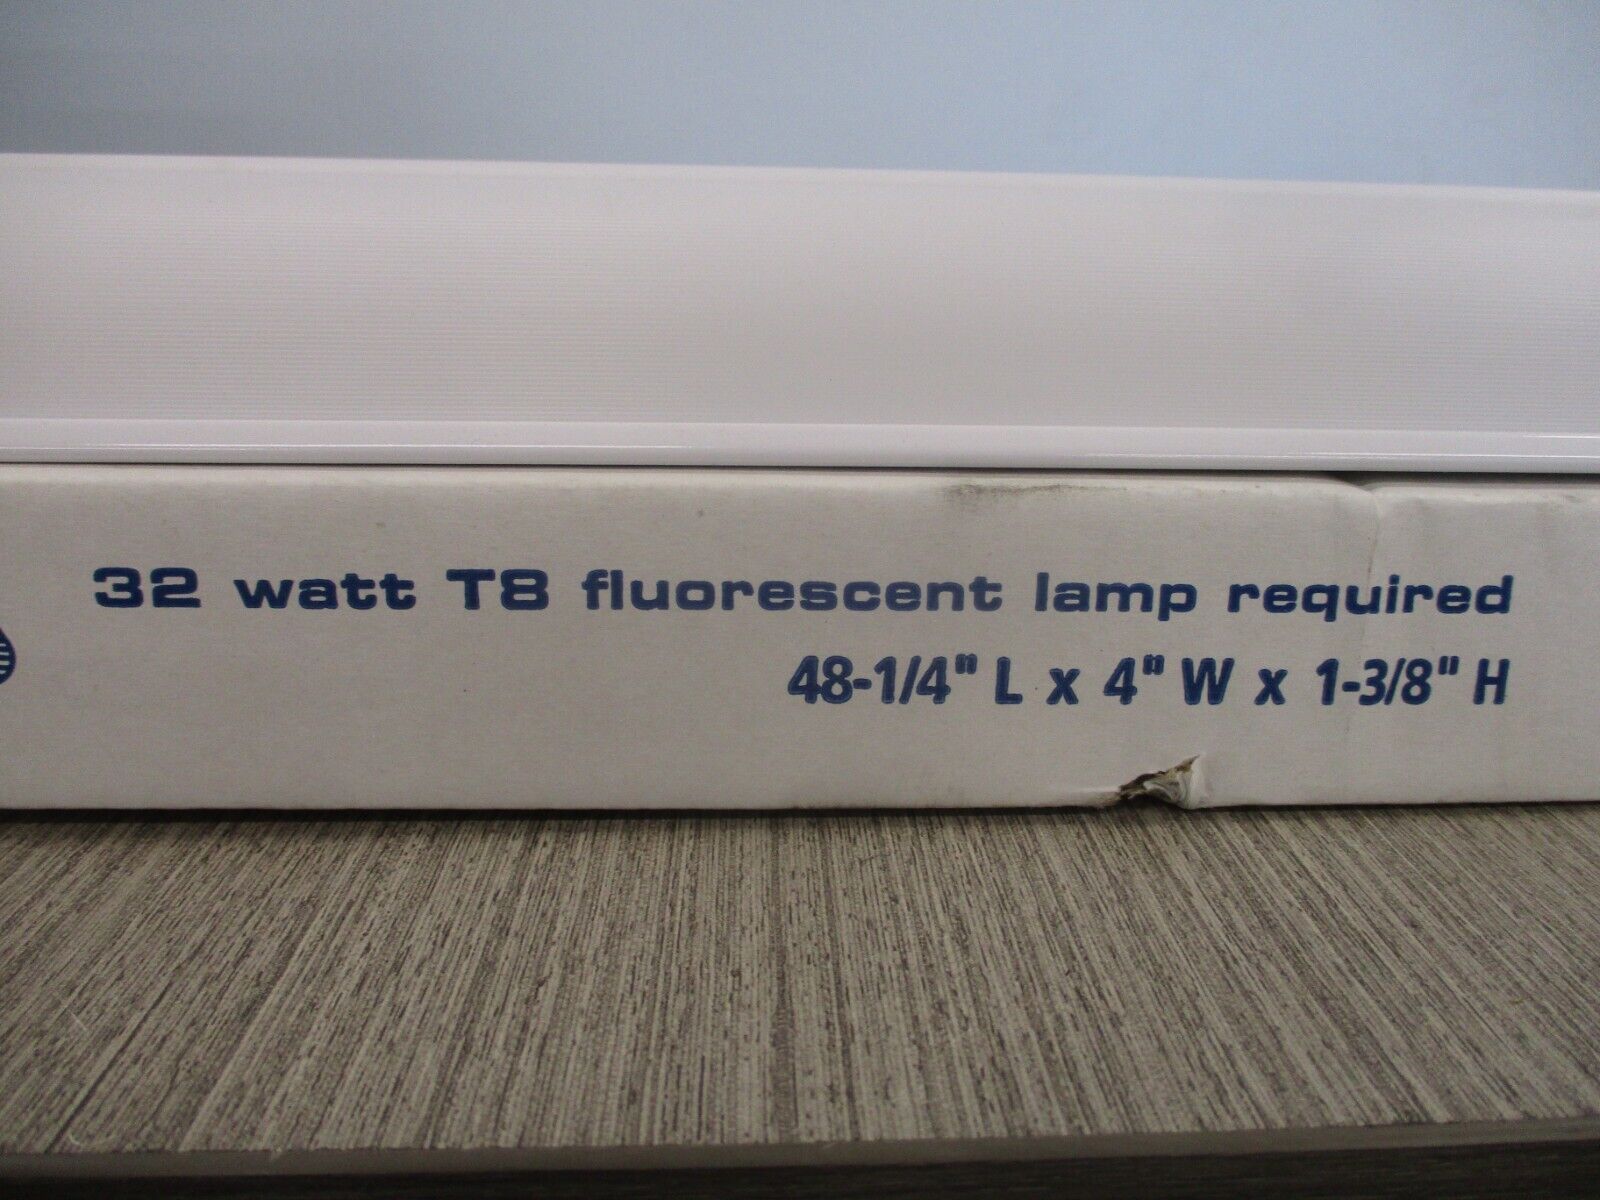 32 watt T8 fluorescent lamp required
48-1/4" L x 4" W x 1-3/8" H